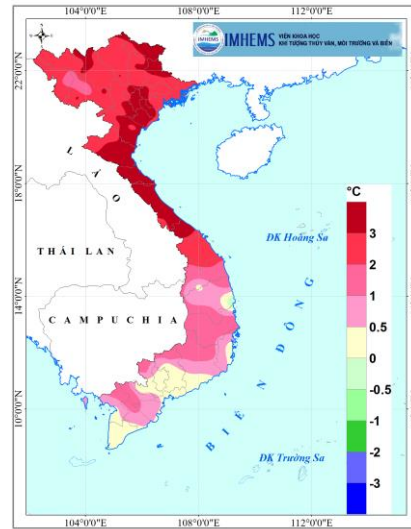 104°0'0"E
108°0'0"E
112°0'0"E
IMHEMS
VIỆN KHOA HỌC
KHÍ TƯỢNG THỦY VĂN, MÔI TRƯỜNG VÀ BIỂN
22°0'0"N
18°0'0"N
14°0'0"N
10°0'0"N
LÀO
THÁI LAN
CAMPUCHIA
ĐK Hoàng Sa
BIỂN ĐÔNG
ĐK Trường Sa
°C
3
2
1
0.5
0
-0.5
-1
-2
-3
104°0'0"E
108°0'0"E
112°0'0"E